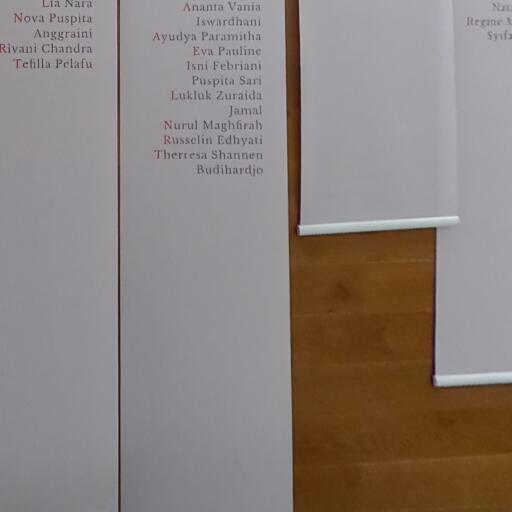 Lia Nara
Nova Puspita
Anggraini
Rivani Chandra
Tefilla Pelafu
Ananta Vania
Iswardhani
Ayudya Paramitha
Eva Pauline
Isni Febriani
Puspita Sari
Lukluk Zuraida
Jamal
Nurul Maghfirah
Russelin Edhyati
Therresa Shannen
Budihardjo
Regine